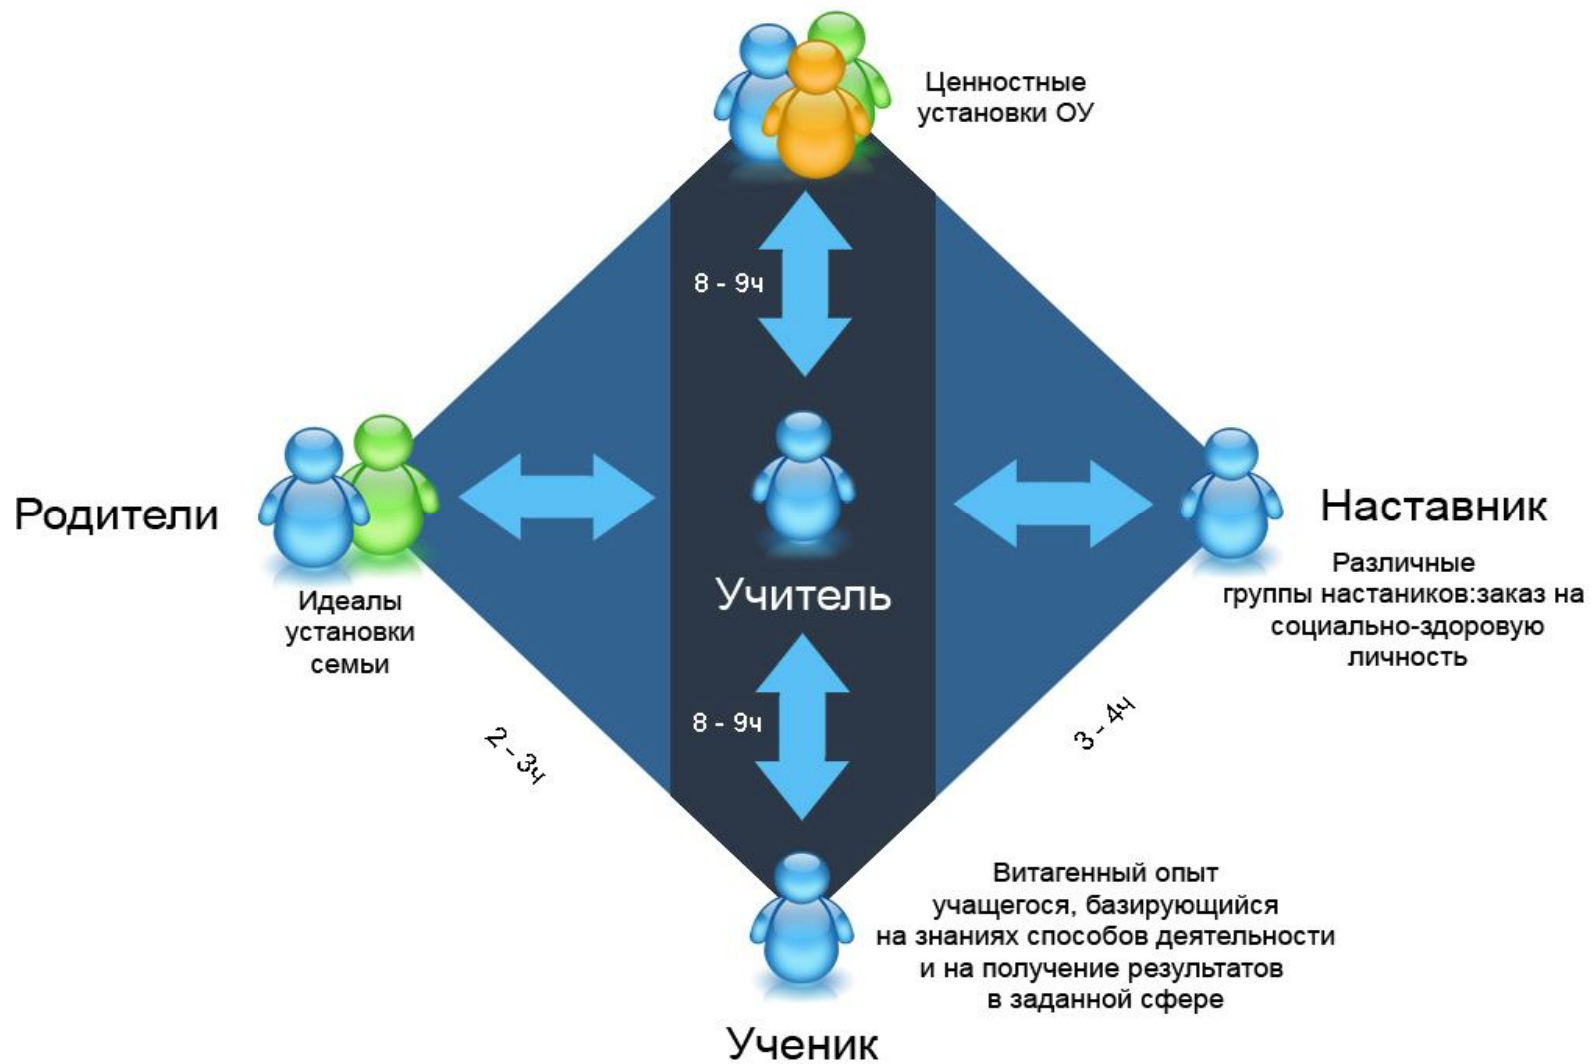 Ценностные
установки ОУ
8 - 9ч
Родители
Идеалы
установки
семьи
Учитель
Наставник
Различные
группы настаников:заказ на
социально-здоровую
личность
2 - 3ч
8 - 9ч
3 - 4ч
Витагенный опыт
учащегося, базирующийся
на знаниях способов деятельности
и на получение результатов
в заданной сфере
Ученик